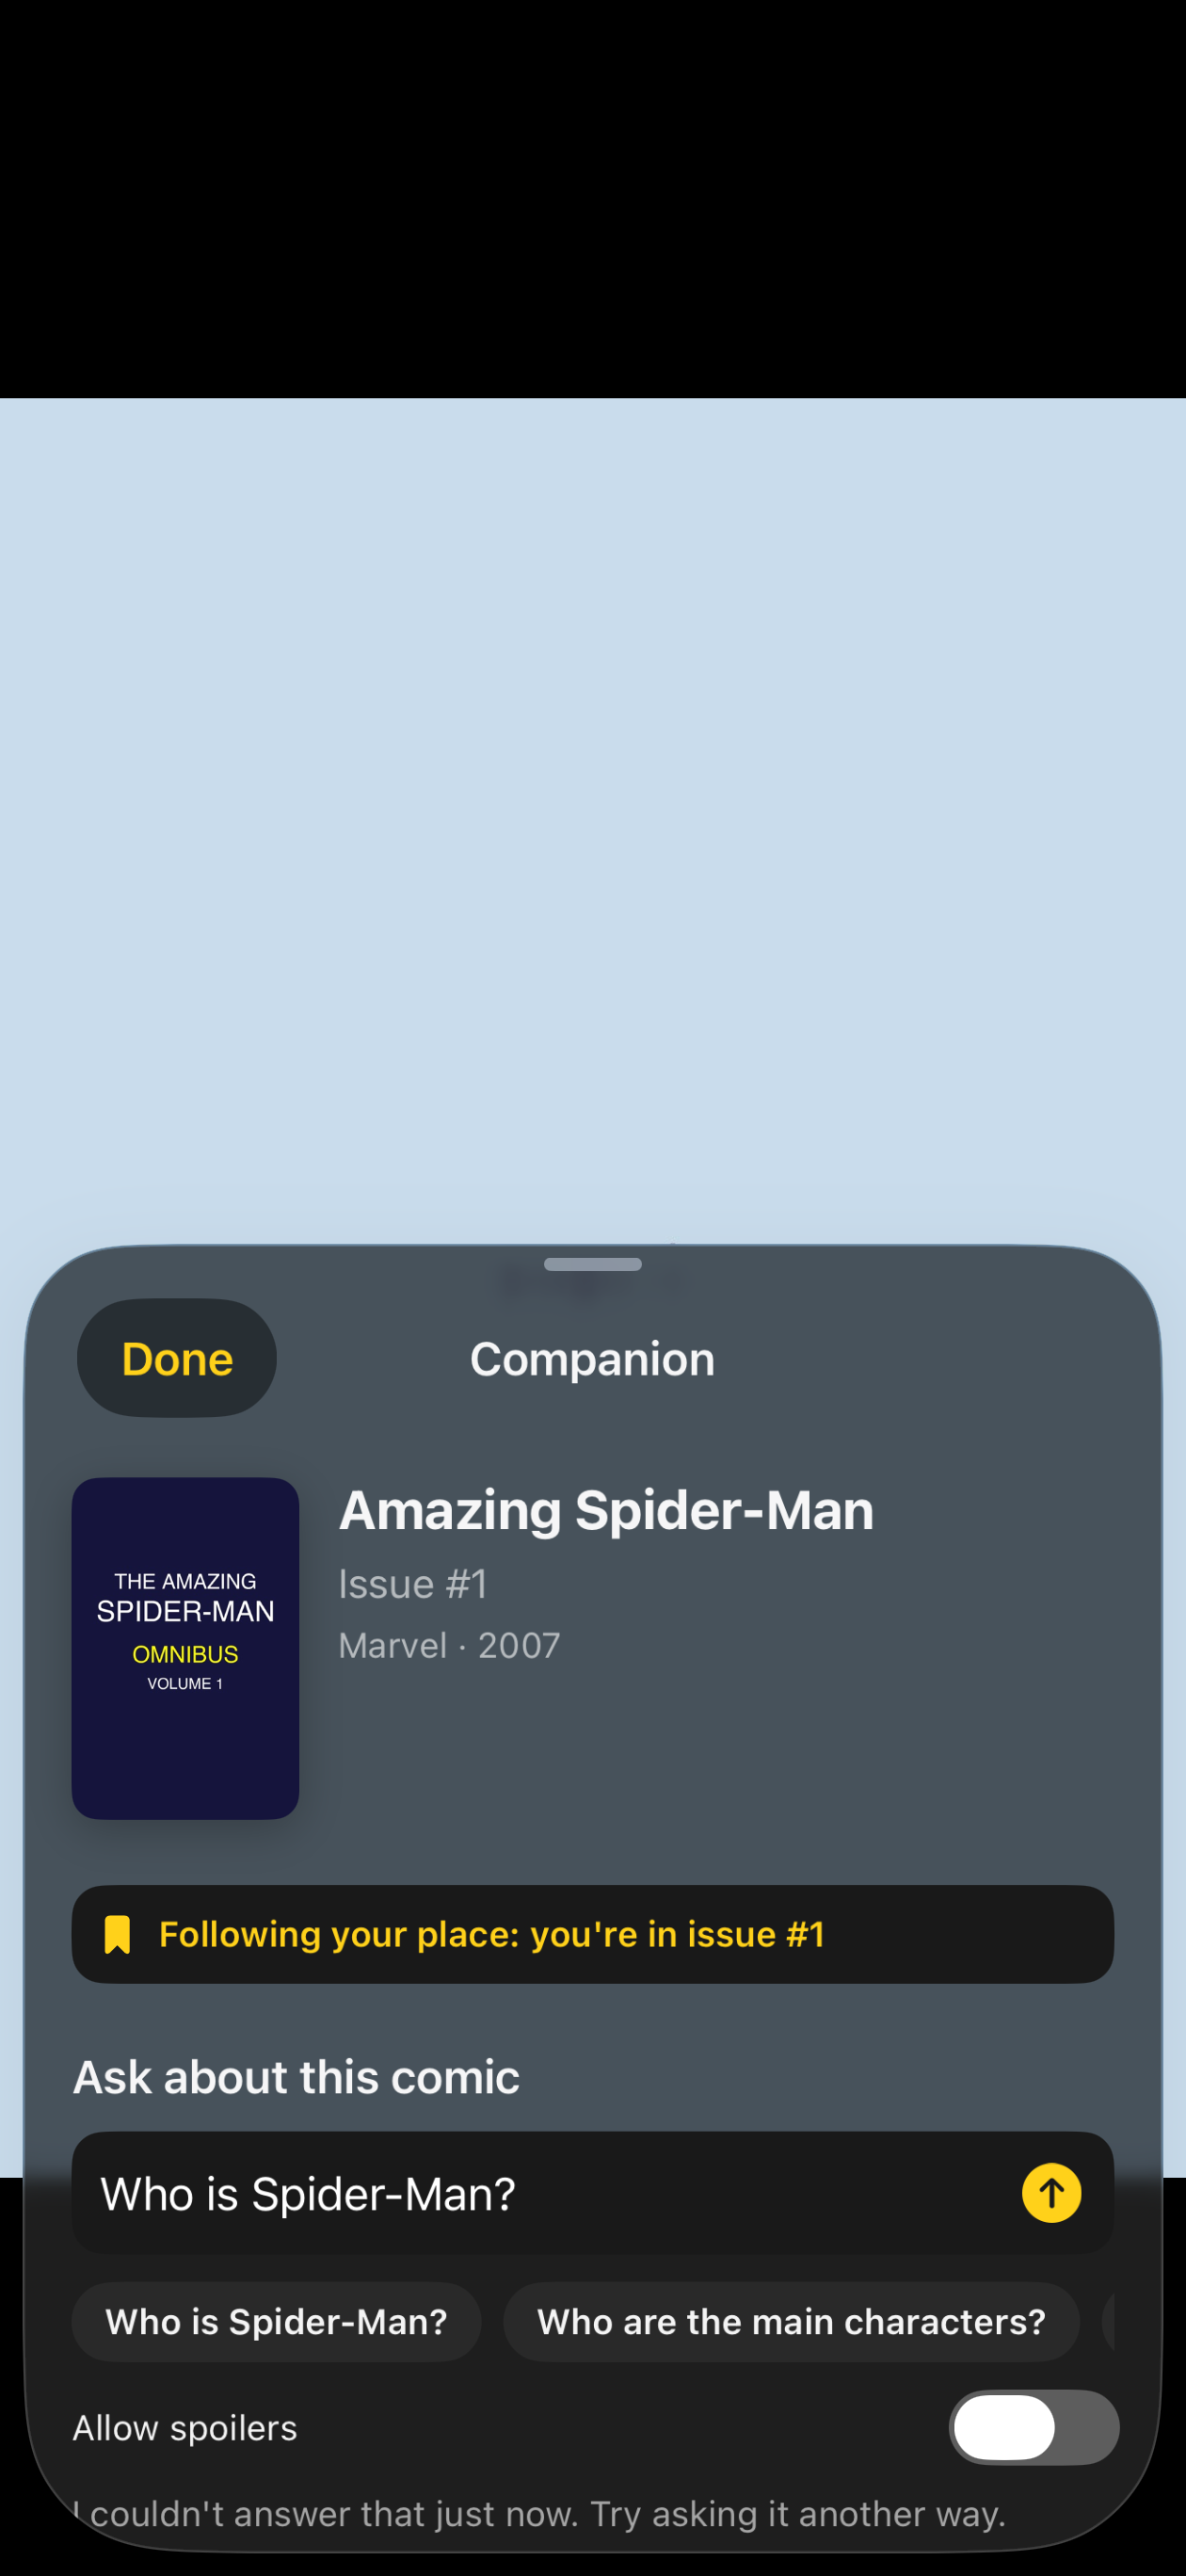 Done
Companion
THE AMAZING
SPIDER-MAN
OMNIBUS
VOLUME 1
Amazing Spider-Man
Issue #1
Marvel · 2007
Following your place: you're in issue #1
Ask about this comic
Who is Spider-Man?
Who is Spider-Man?
Who are the main characters?
Allow spoilers
I couldn't answer that just now. Try asking it another way.